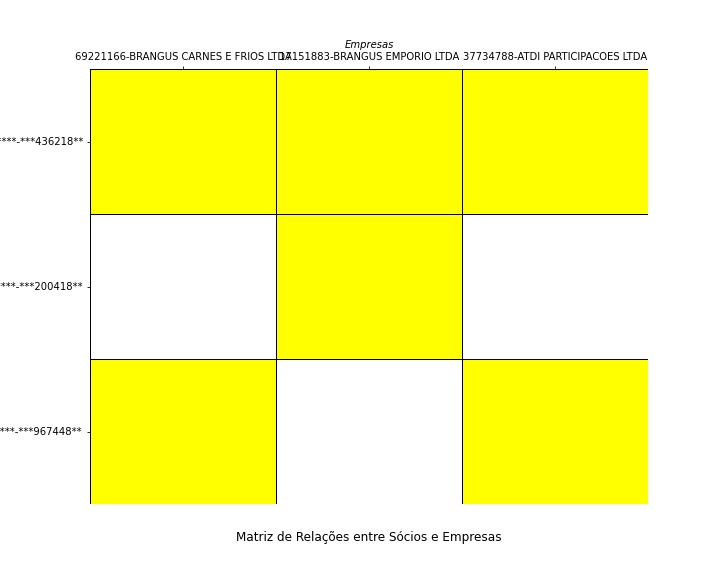 Empresas
69221166-BRANGUS CARNES E FRIOS LTDA 17151883-BRANGUS EMPORIO LTDA 37734788-ATDI PARTICIPACOES LTDA
****-***436218**
***-***200418**
***-***967448**
Matriz de Relações entre Sócios e Empresas